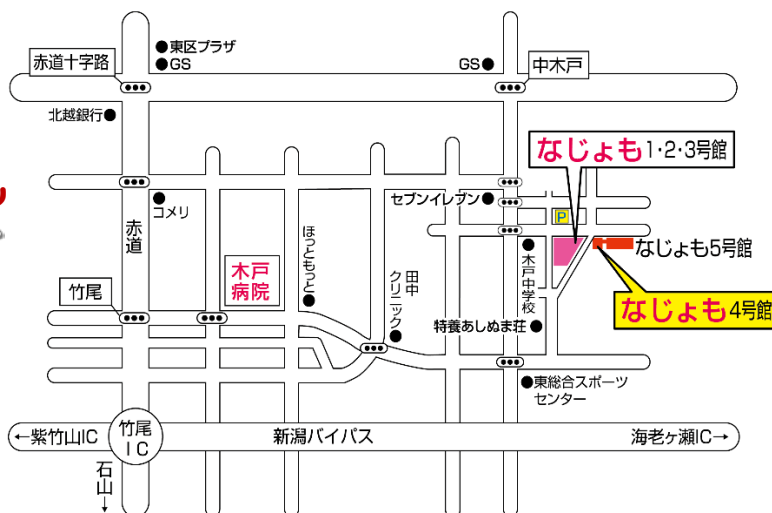 赤道十字路
●東区プラザ
●GS
GS●
中木戸
北越銀行●
なじょも1・2・3号館
セブンイレブン●
P
●コメリ
赤道
ほっともっと●
田中
クリニック●
●木戸中学校
なじょも5号館
木戸
病院
竹尾
なじょも4号館
特養あしぬま荘●
●東総合スポーツ
センター
←紫竹山IC
竹尾
IC
新潟バイパス
海老ヶ瀬IC→
石山→